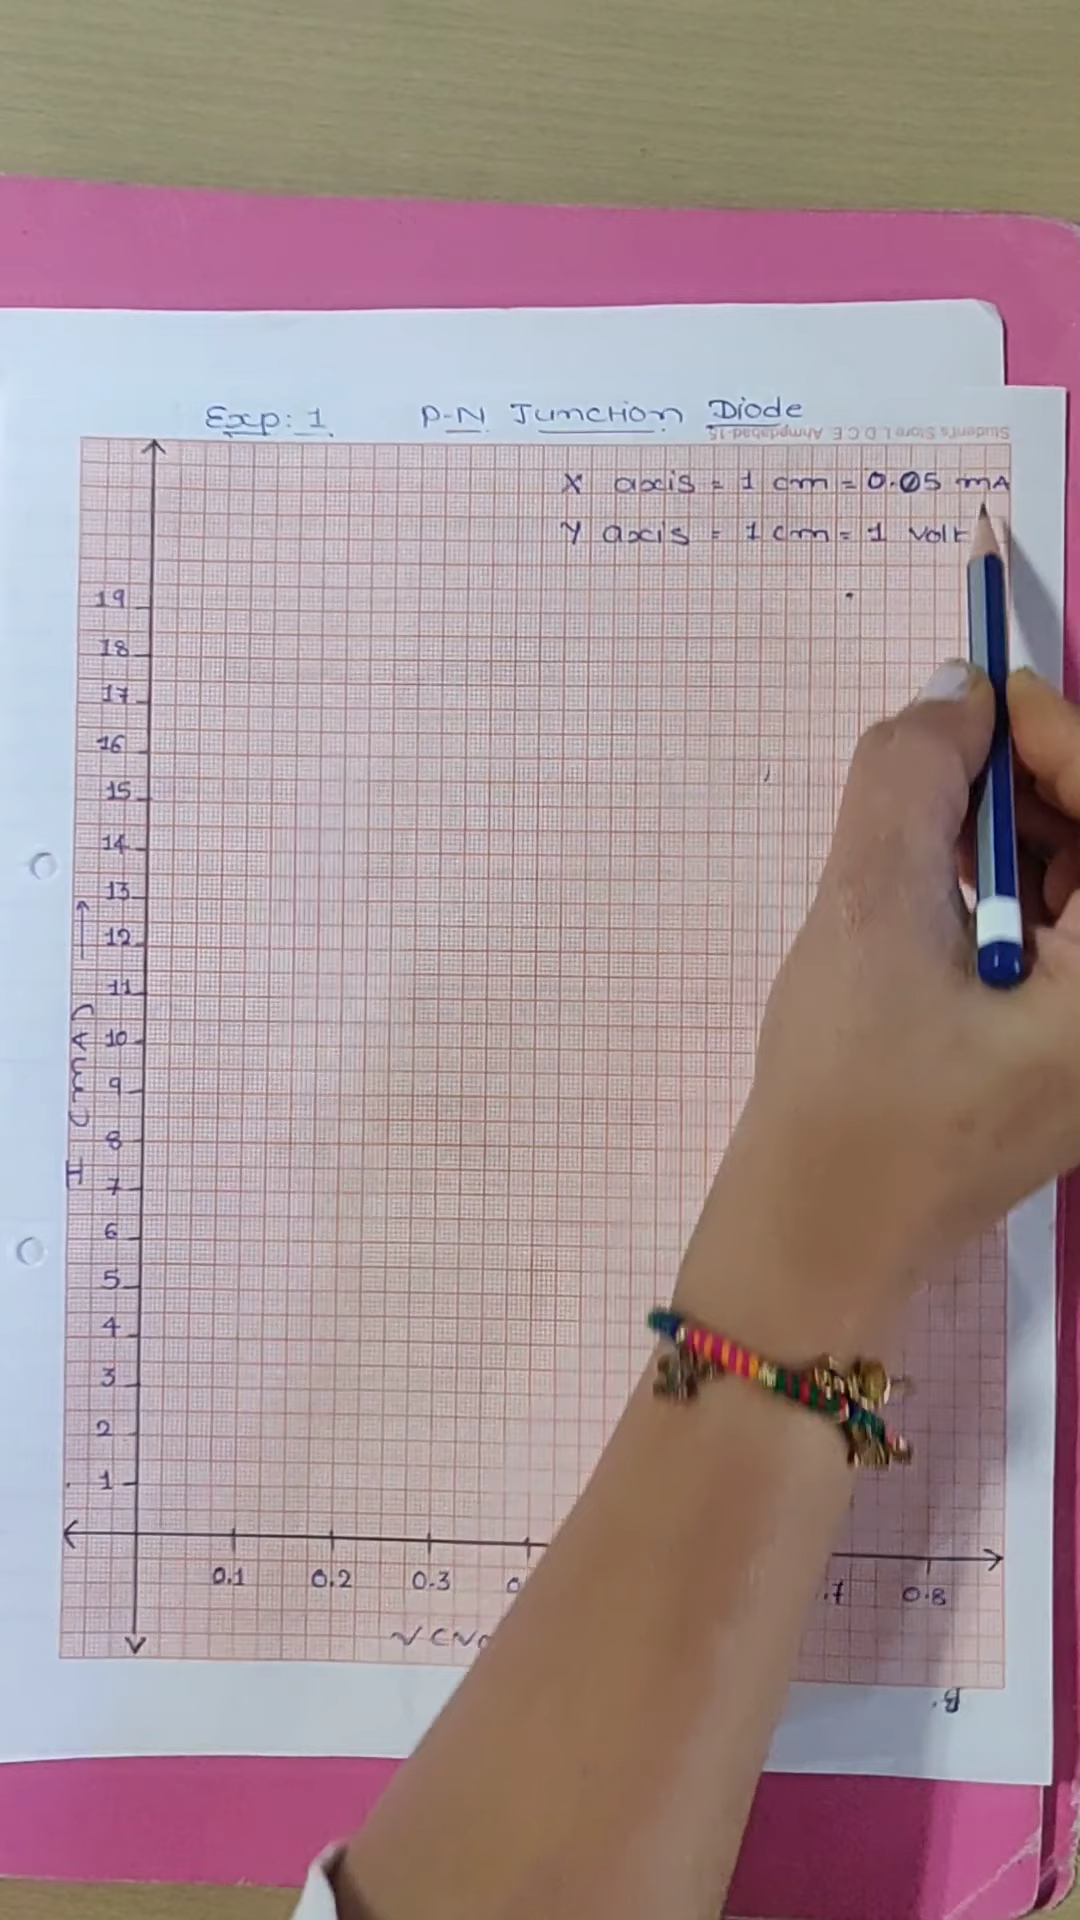 Exp: 1 P-N Junction Diode
Student's Store L D C E Ahmedabad-15
X axis = 1 cm = 0.05 mA
Y axis = 1 cm = 1 Volt
19
18
17
16
15
14
13
12
11
10
9
8
7
6
5
4
3
2
1
I (mA)
0.1 0.2 0.3 0 .7 0.8
B.